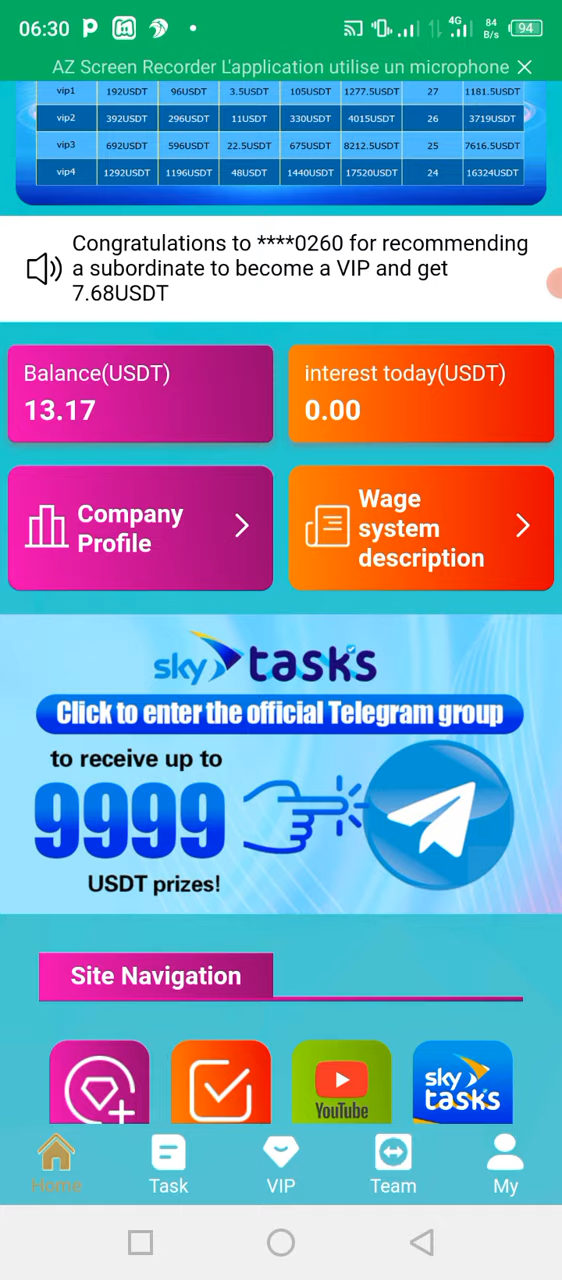 06:30
4G
84
B/s
94
AZ Screen Recorder L'application utilise un microphone
vip1 192USDT 96USDT 3.5USDT 105USDT 1277.5USDT 27 1181.5USDT
vip2 392USDT 296USDT 11USDT 330USDT 4015USDT 26 3719USDT
vip3 692USDT 596USDT 22.5USDT 675USDT 8212.5USDT 25 7616.5USDT
vip4 1292USDT 1196USDT 48USDT 1440USDT 17520USDT 24 16324USDT
Congratulations to ****0260 for recommending
a subordinate to become a VIP and get
7.68USDT
Balance(USDT)
13.17
interest today(USDT)
0.00
Company
Profile
Wage
system
description
sky tasks
Click to enter the official Telegram group
to receive up to
9999
USDT prizes!
Site Navigation
YouTube
sky
tasks
Home
Task
VIP
Team
My